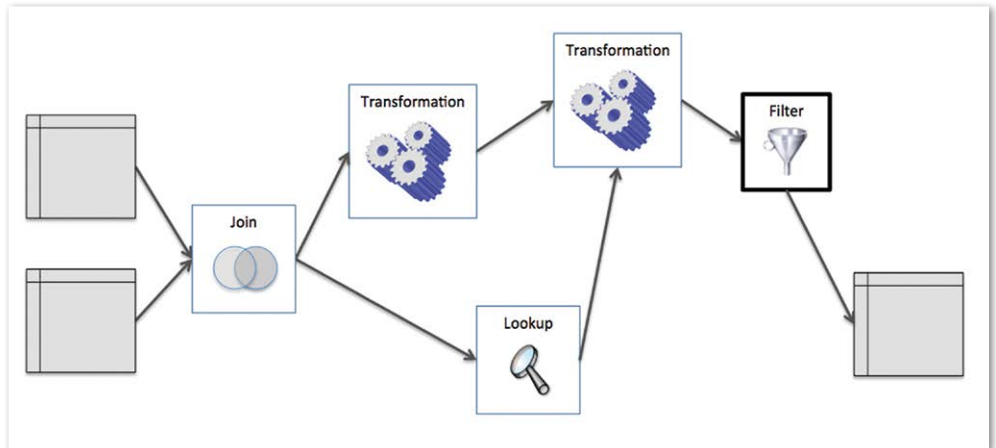 Transformation
Transformation
Filter
Join
Lookup